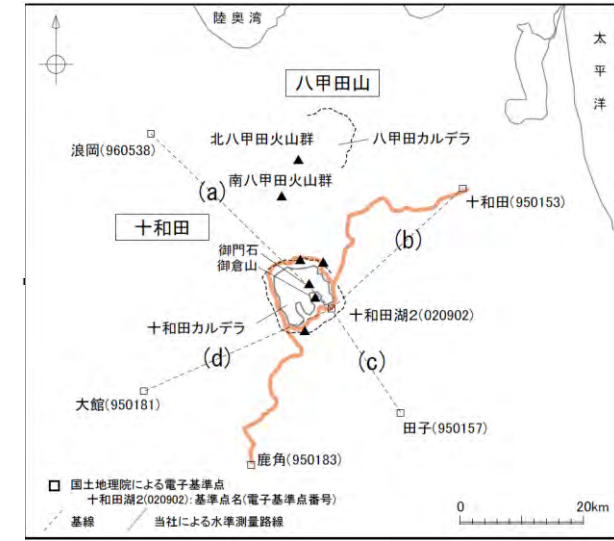 陸奥湾
太平洋
八甲田山
北八甲田火山群
八甲田カルデラ
浪岡(960538)
南八甲田火山群
(a)
十和田(950153)
十和田
(b)
御門石
御倉山
十和田湖2(020902)
十和田カルデラ
(d)
(c)
大館(950181)
田子(950157)
鹿角(950183)
国土地理院による電子基準点
十和田湖2(020902):基準点名(電子基準点番号)
基線
当社による水準測量路線
0
20km